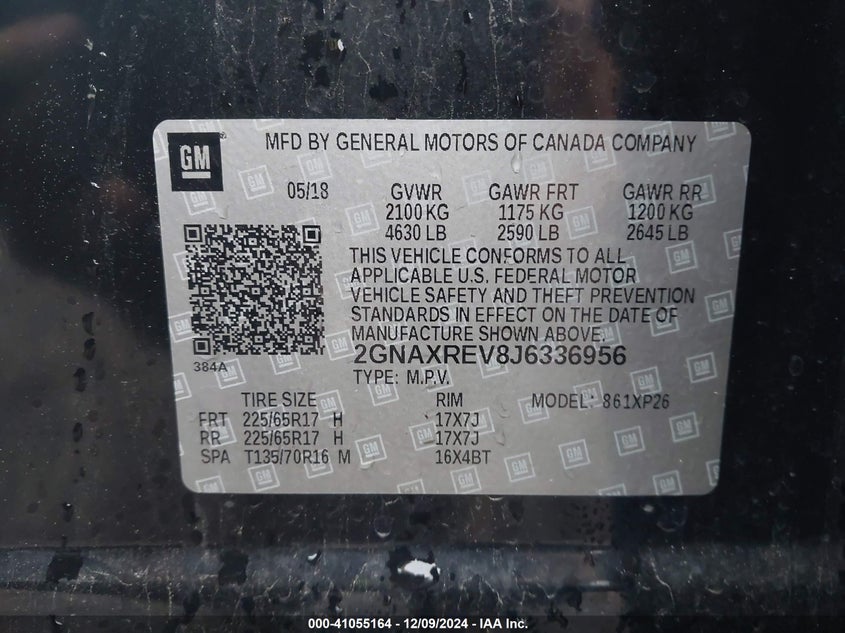 GM
MFD BY GENERAL MOTORS OF CANADA COMPANY
05/18 GVWR GAWR FRT GAWR RR
2100 KG 1175 KG 1200 KG
4630 LB 2590 LB 2645 LB
THIS VEHICLE CONFORMS TO ALL
APPLICABLE U.S. FEDERAL MOTOR
VEHICLE SAFETY AND THEFT PREVENTION
STANDARDS IN EFFECT ON THE DATE OF
MANUFACTURE SHOWN ABOVE.
2GNAXREV8J6336956
384A
TYPE: M.P.V.
TIRE SIZE RIM MODEL: 861XP26
FRT 225/65R17 H 17X7J
RR 225/65R17 H 17X7J
SPA T135/70R16 M 16X4BT
000-41055164 - 12/09/2024 - IAA Inc.